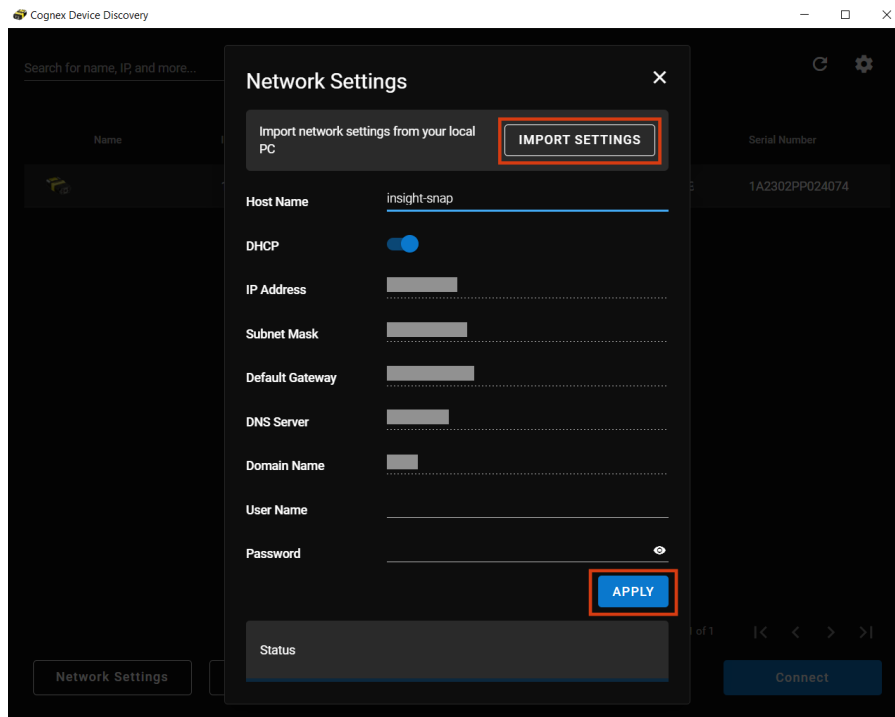 Cognex Device Discovery
Search for name, IP, and more...
Network Settings
Import network settings from your local
PC
IMPORT SETTINGS
Name
Serial Number
1A2302PP024074
Host Name
insight-snap
DHCP
IP Address
Subnet Mask
Default Gateway
DNS Server
Domain Name
User Name
Password
APPLY
of 1
Status
Network Settings
Connect